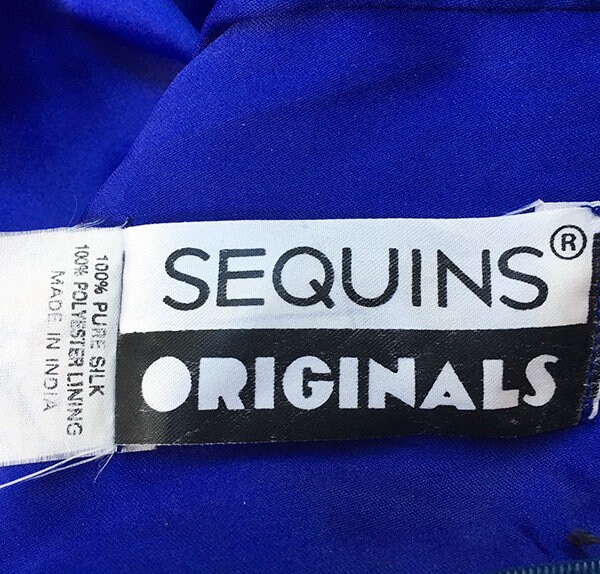 SEQUINS®
ORIGINALS
100% PURE SILK
100% POLYESTER LINING
MADE IN INDIA